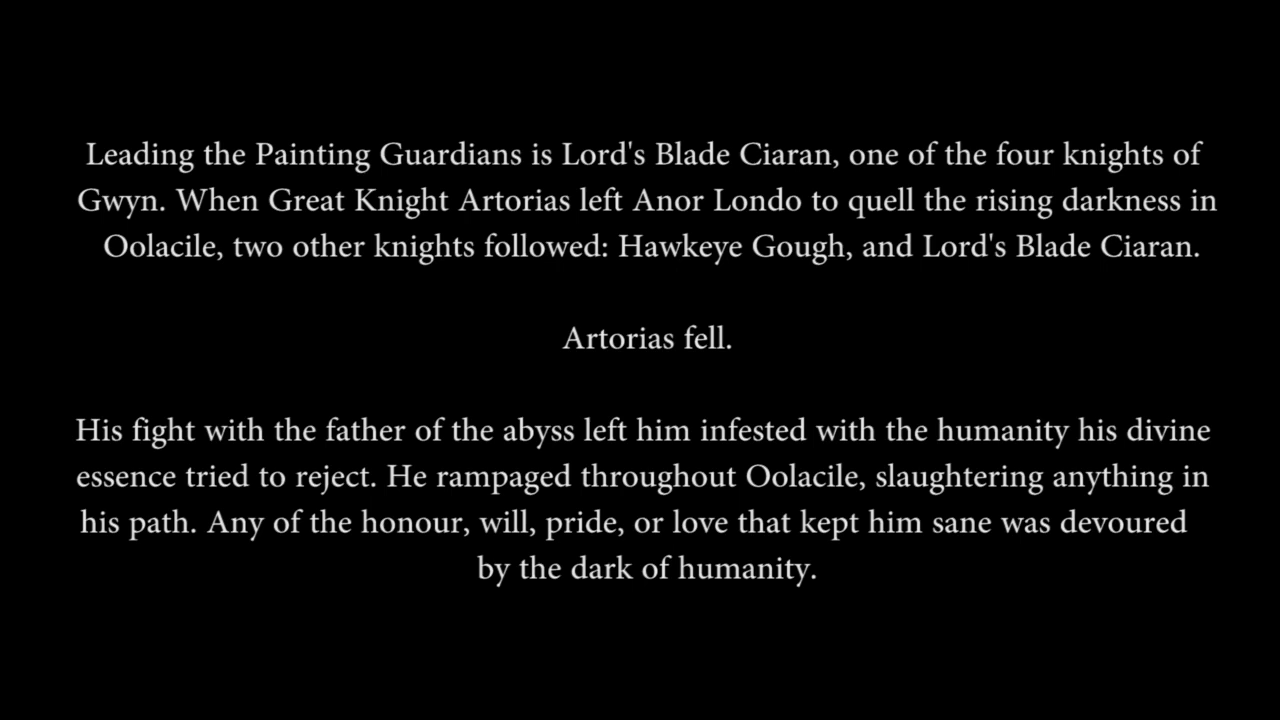 Leading the Painting Guardians is Lord's Blade Ciaran, one of the four knights of
Gwyn. When Great Knight Artorias left Anor Londo to quell the rising darkness in
Oolacile, two other knights followed: Hawkeye Gough, and Lord's Blade Ciaran.
Artorias fell.
His fight with the father of the abyss left him infested with the humanity his divine
essence tried to reject. He rampaged throughout Oolacile, slaughtering anything in
his path. Any of the honour, will, pride, or love that kept him sane was devoured
by the dark of humanity.